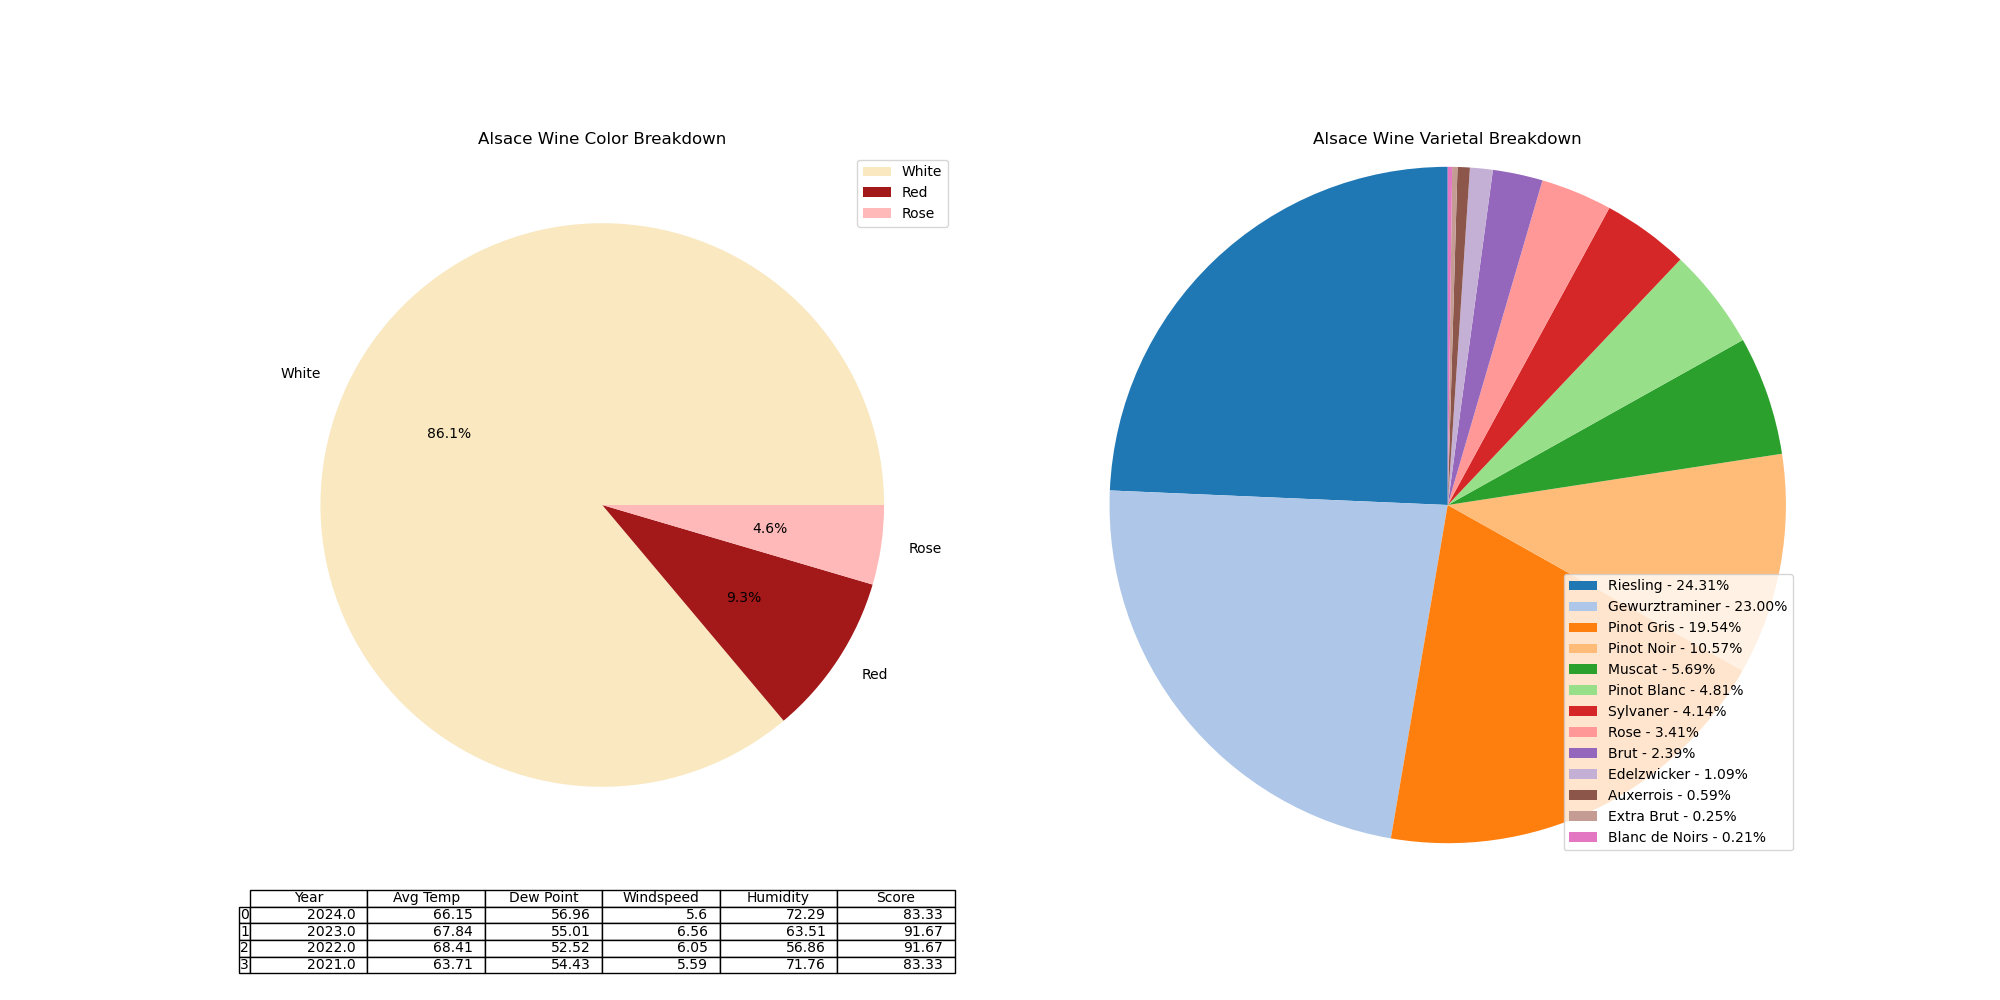 Alsace Wine Color Breakdown
White
Red
Rose
White
86.1%
4.6%
Rose
9.3%
Red
Year Avg Temp Dew Point Windspeed Humidity Score
0 2024.0 66.15 56.96 5.6 72.29 83.33
1 2023.0 67.84 55.01 6.56 63.51 91.67
2 2022.0 68.41 52.52 6.05 56.86 91.67
3 2021.0 63.71 54.43 5.59 71.76 83.33
Alsace Wine Varietal Breakdown
Riesling - 24.31%
Gewurztraminer - 23.00%
Pinot Gris - 19.54%
Pinot Noir - 10.57%
Muscat - 5.69%
Pinot Blanc - 4.81%
Sylvaner - 4.14%
Rose - 3.41%
Brut - 2.39%
Edelzwicker - 1.09%
Auxerrois - 0.59%
Extra Brut - 0.25%
Blanc de Noirs - 0.21%